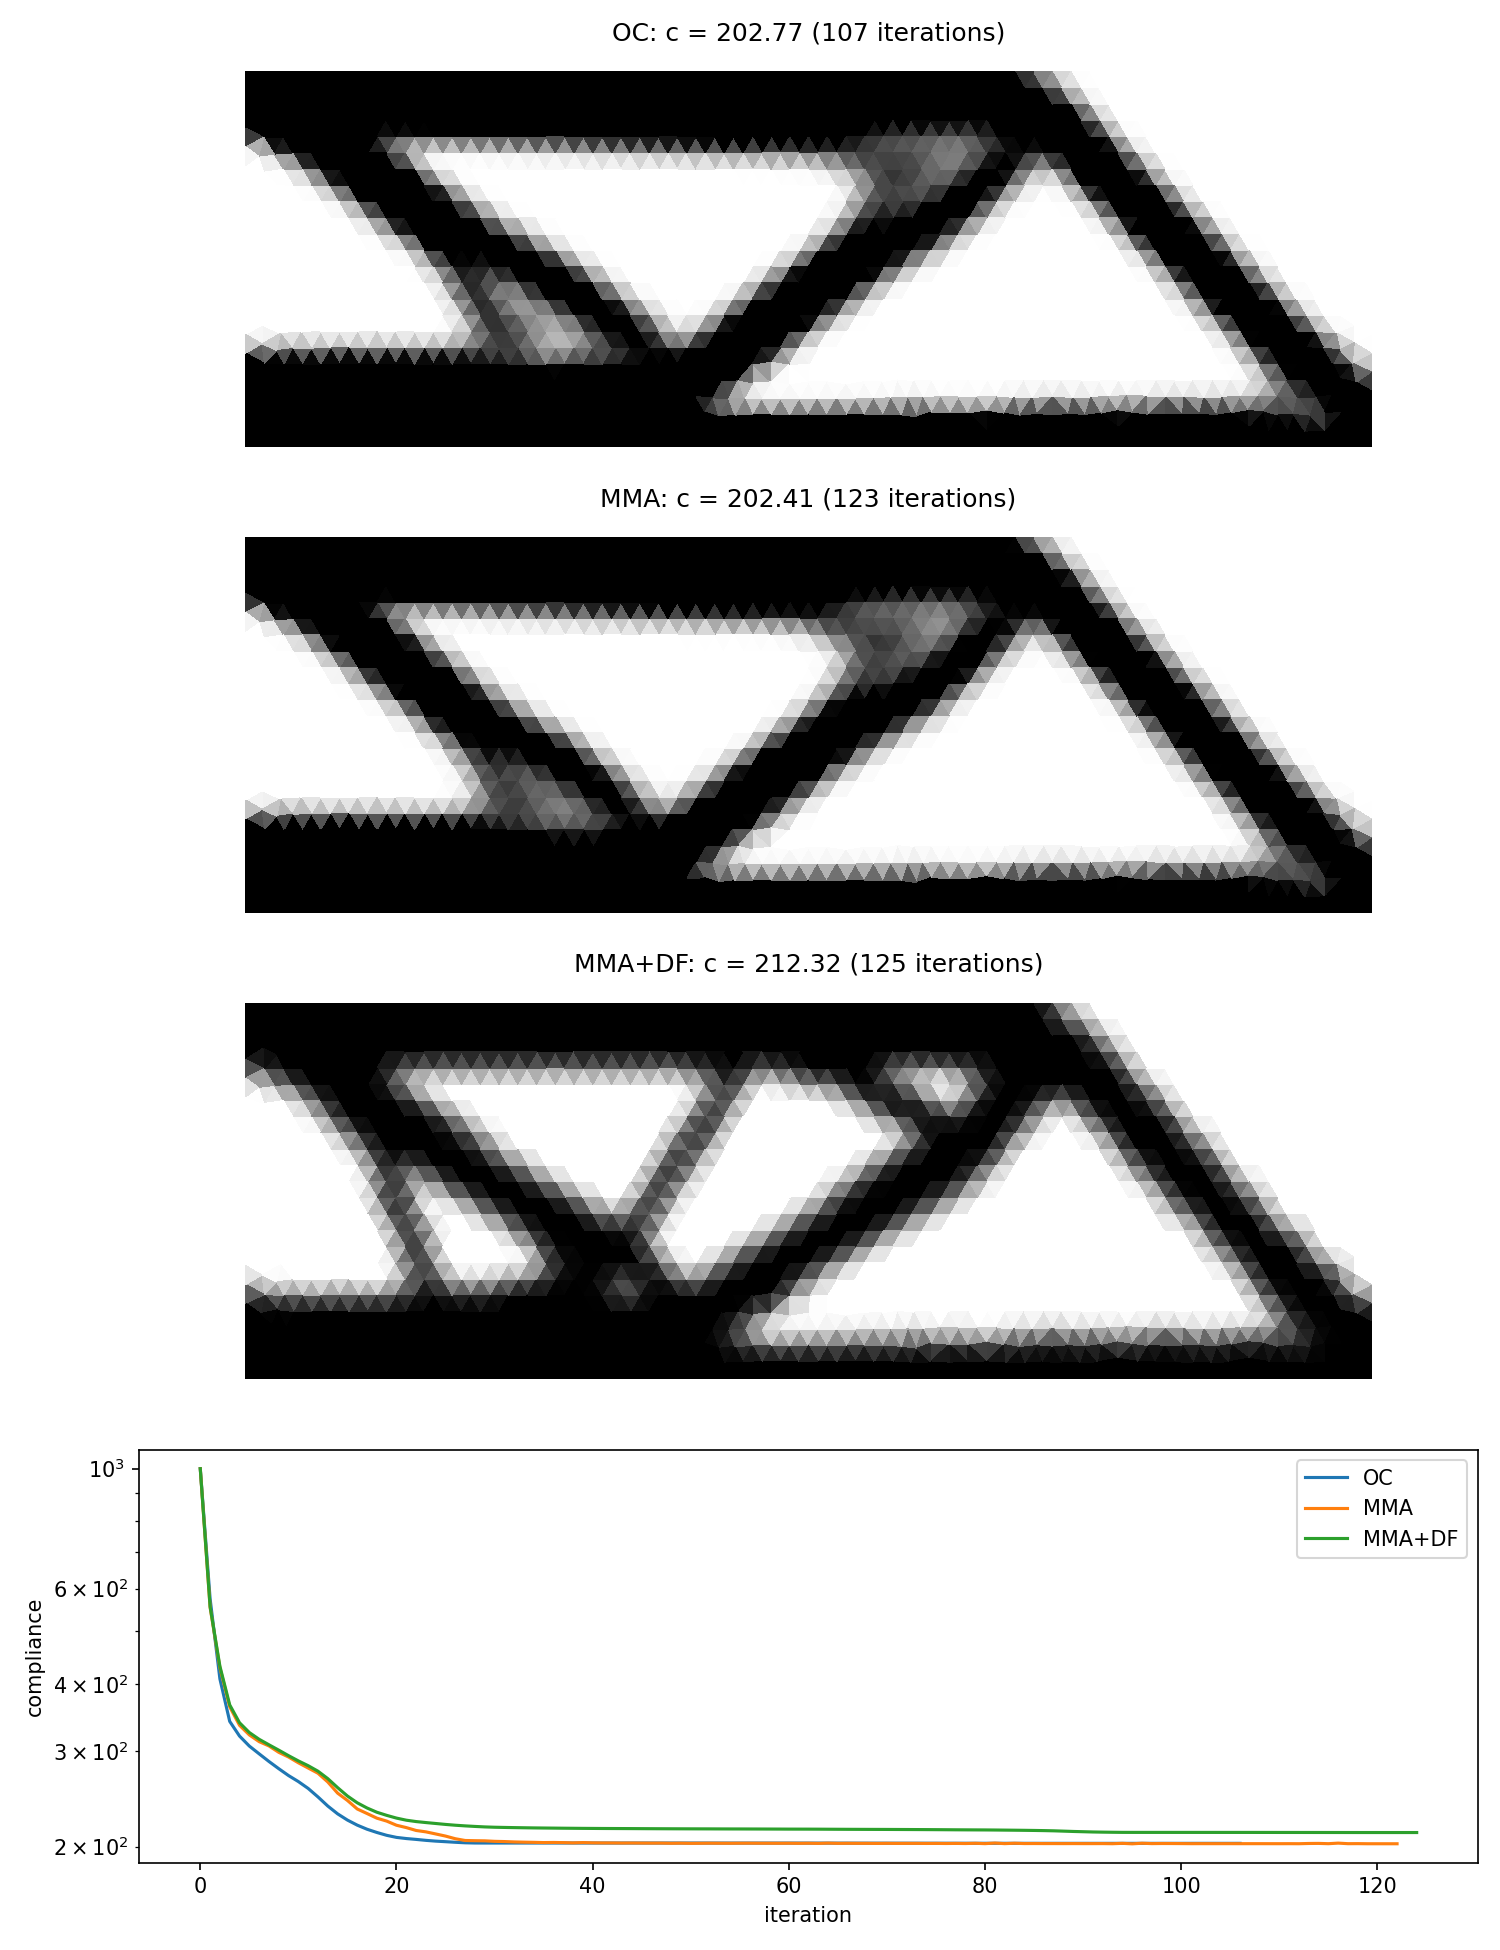 OC: c = 202.77 (107 iterations)
MMA: c = 202.41 (123 iterations)
MMA+DF: c = 212.32 (125 iterations)
10³
6 × 10²
4 × 10²
3 × 10²
2 × 10²
compliance
OC
MMA
MMA+DF
0 20 40 60 80 100 120
iteration